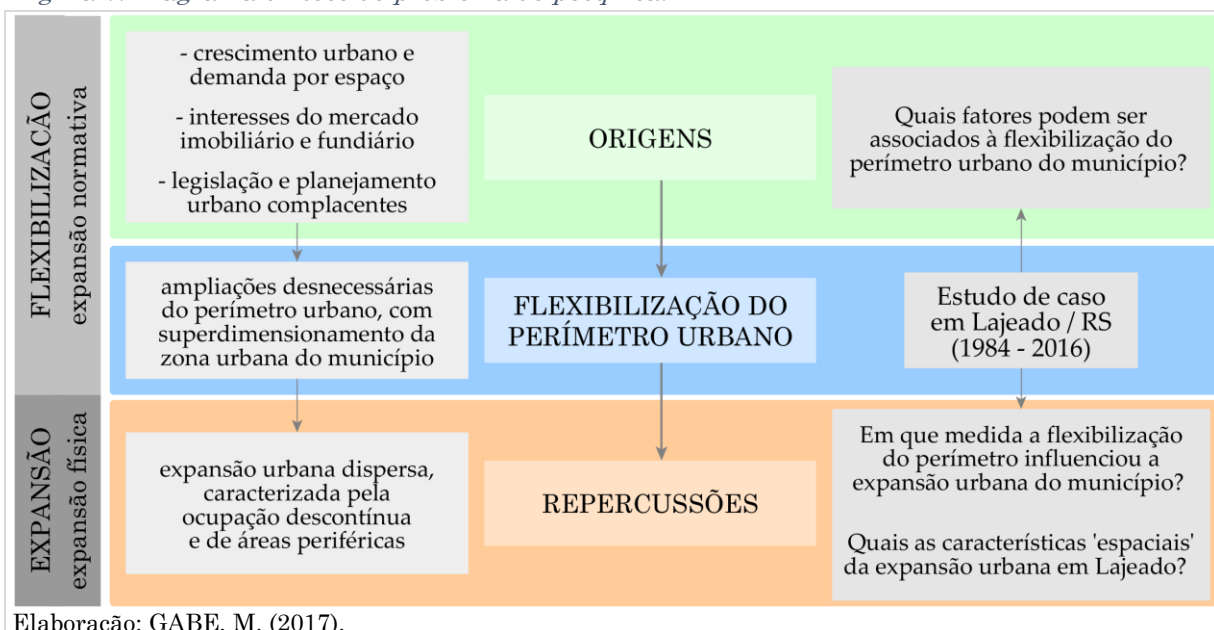 FLEXIBILIZACÃO
expansão normativa
- crescimento urbano e
demanda por espaço
- interesses do mercado
imobiliário e fundiário
- legislação e planejamento
urbano complacentes
ORIGENS
Quais fatores podem ser
associados à flexibilização do
perímetro urbano do município?
ampliações desnecessárias
do perímetro urbano, com
superdimensionamento da
zona urbana do município
FLEXIBILIZAÇÃO DO
PERÍMETRO URBANO
Estudo de caso
em Lajeado / RS
(1984 - 2016)
EXPANSÃO
expansão física
expansão urbana dispersa,
caracterizada pela
ocupação descontínua
e de áreas periféricas
REPERCUSSÕES
Em que medida a flexibilização
do perímetro influenciou a
expansão urbana do município?
Quais as características 'espaciais'
da expansão urbana em Lajeado?
Elaboração: GABE, M. (2017).